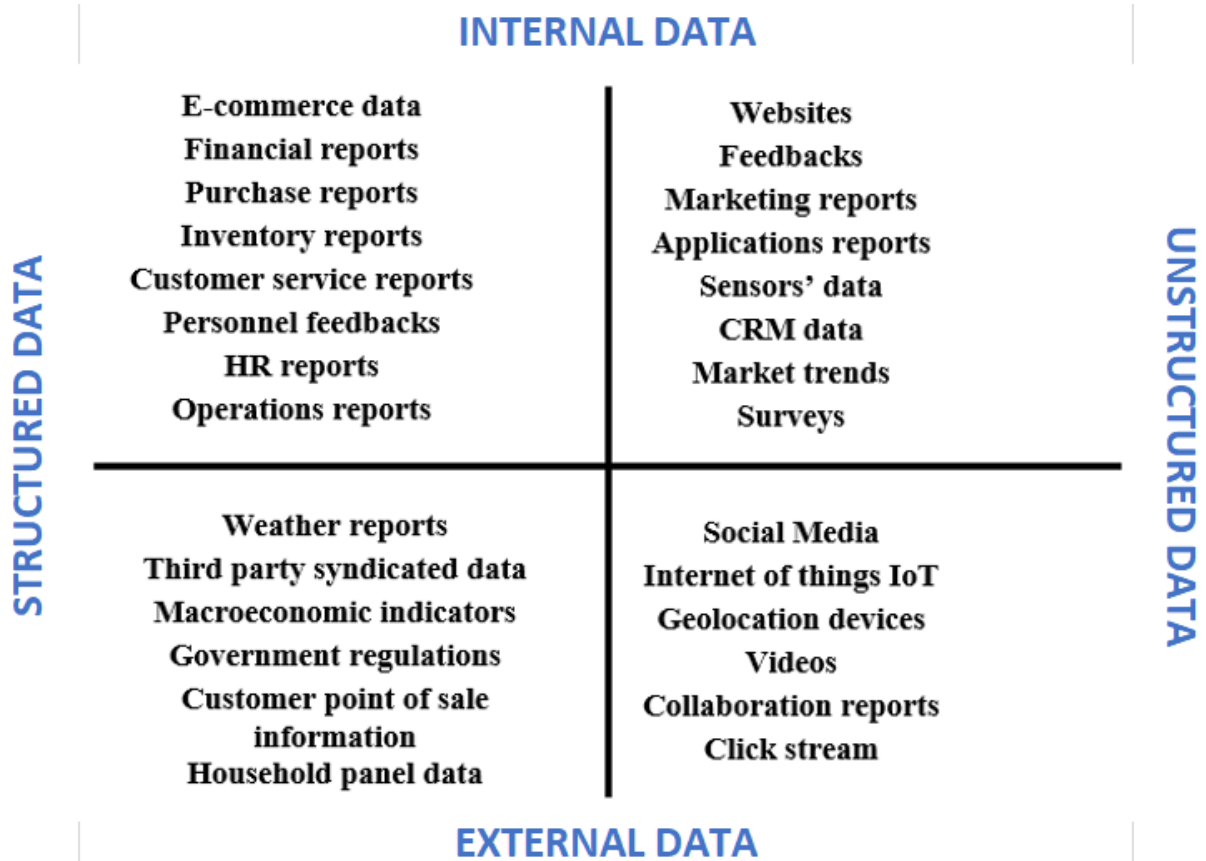 INTERNAL DATA
STRUCTURED DATA
E-commerce data
Financial reports
Purchase reports
Inventory reports
Customer service reports
Personnel feedbacks
HR reports
Operations reports
Websites
Feedbacks
Marketing reports
Applications reports
Sensors’ data
CRM data
Market trends
Surveys
UNSTRUCTURED DATA
Weather reports
Third party syndicated data
Macroeconomic indicators
Government regulations
Customer point of sale
information
Household panel data
Social Media
Internet of things IoT
Geolocation devices
Videos
Collaboration reports
Click stream
EXTERNAL DATA